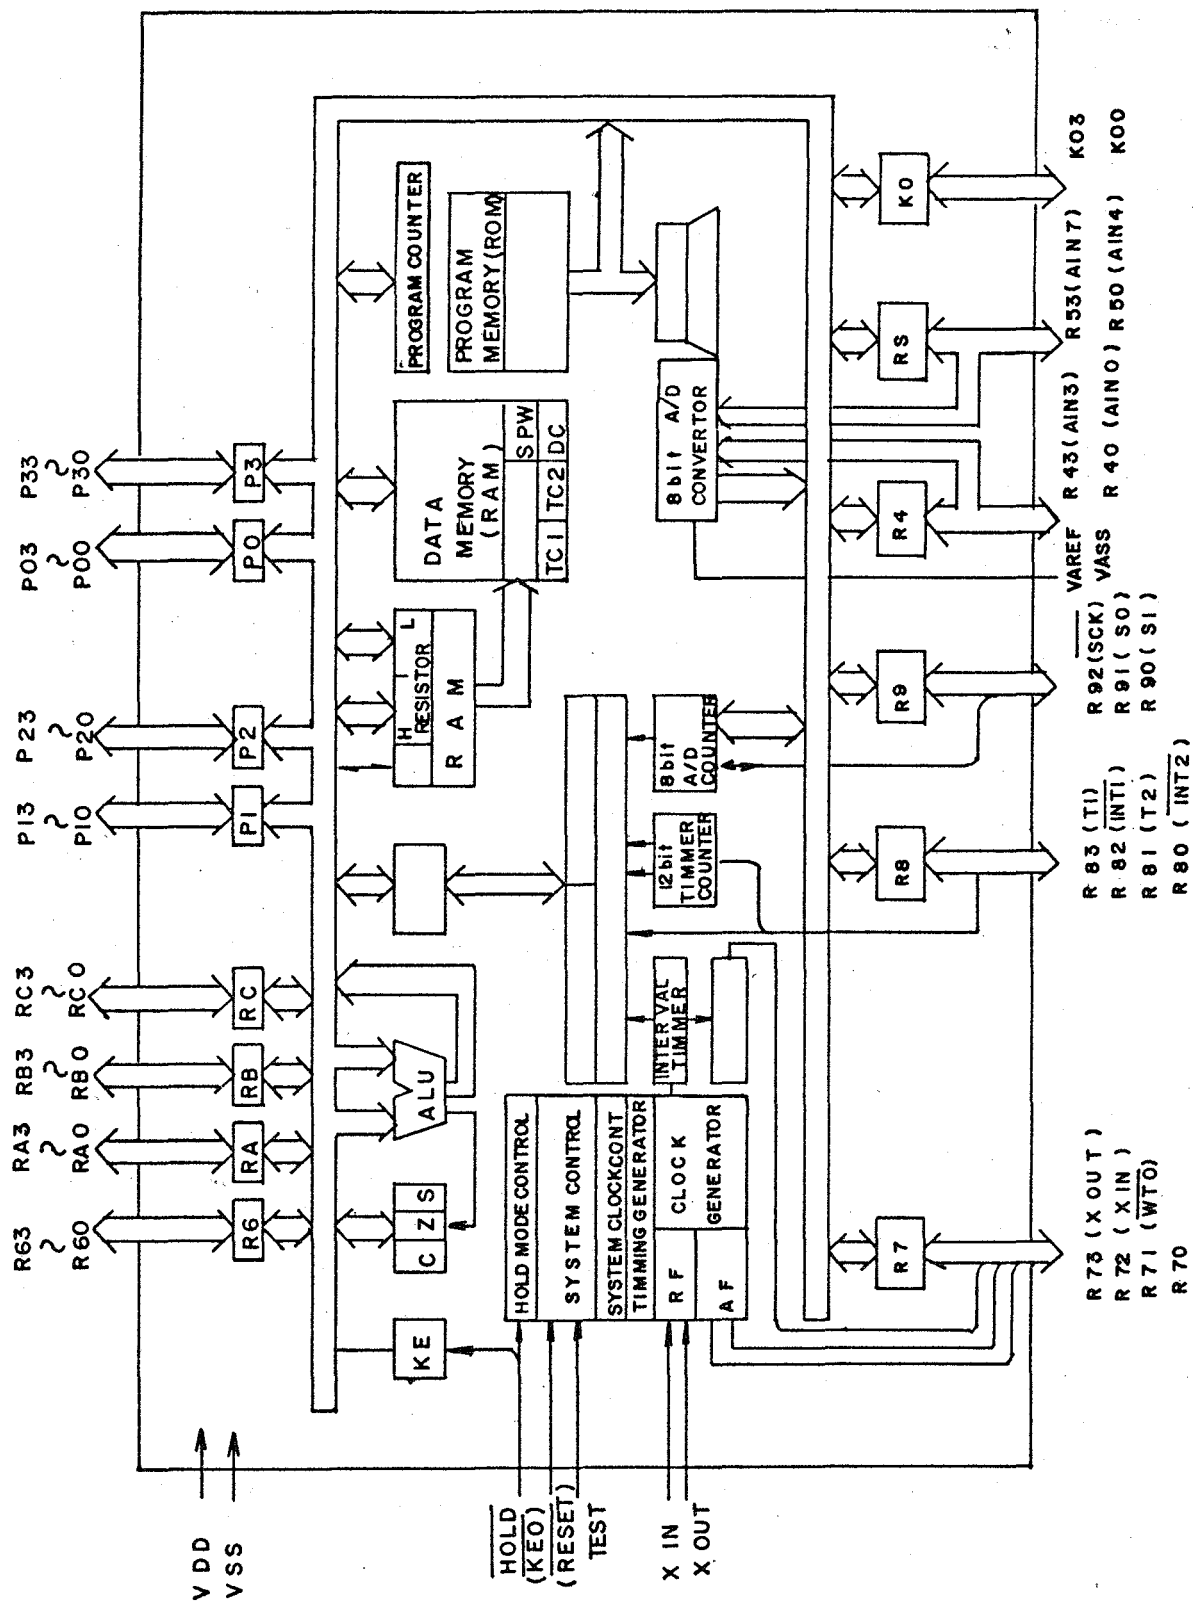 VDD
VSS
R63
~
R60
RA3
~
RA0
RB3
~
RB0
RC3
~
RC0
P13
~
P10
P23
~
P20
P03
~
P00
P33
~
P30
R6
RA
RB
RC
P1
P2
P0
P3
KE
C Z S
ALU
H L
RESISTOR
RAM
DATA
MEMORY
(RAM)
SPW
TC1 TC2 DC
PROGRAM COUNTER
PROGRAM
MEMORY(ROM)
HOLD
(KEO)
(RESET)
TEST
X IN
X OUT
HOLD MODE CONTROL
SYSTEM CONTROL
SYSTEM CLOCKCONT
TIMMING GENERATOR
RF
AF
CLOCK
GENERATOR
INTERVAL
TIMMER
12bit
TIMMER
COUNTER
8bit
A/D
COUNTER
8bit A/D
CONVERTOR
R7
R8
R9
R4
RS
K0
R73(XOUT)
R72(XIN)
R71(WTO)
R70
R83(T1)
R82(INT1)
R81(T2)
R80(INT2)
R92(SCK)
R91(SO)
R90(SI)
VAREF
VASS
R43(AIN3)
R40(AIN0)
R53(AIN7)
R50(AIN4)
K03
K00